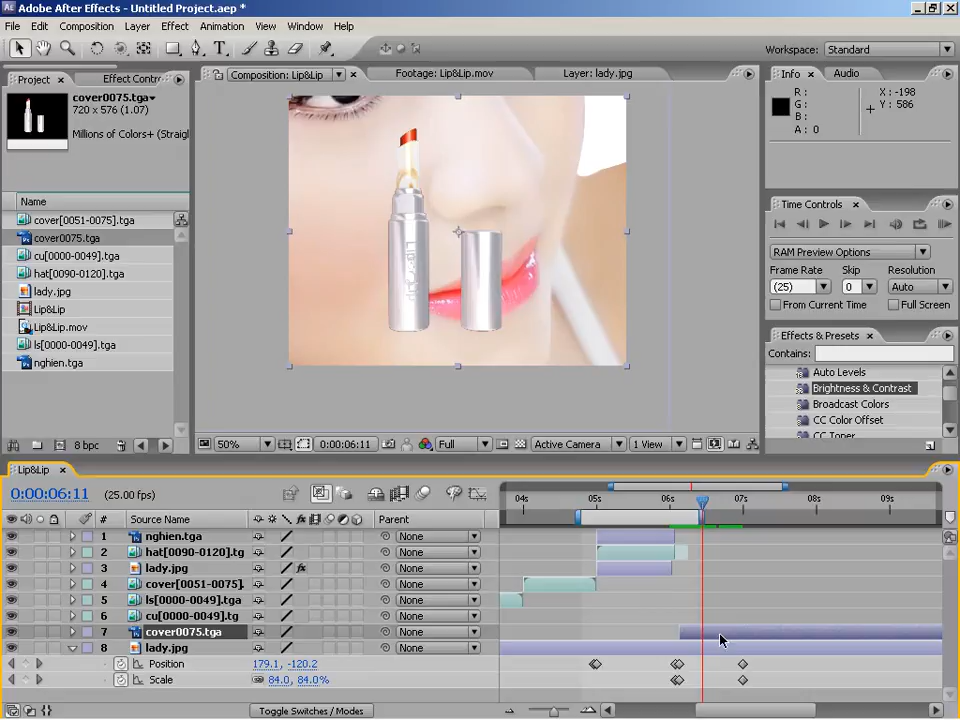 Adobe After Effects - Untitled Project.aep *
File Edit Composition Layer Effect Animation View Window Help
Workspace: Standard
Project Effect Contro
Composition: Lip&Lip Footage: Lip&Lip.mov Layer: lady.jpg
Info Audio
cover0075.tga
720 x 576 (1.07)
Millions of Colors+ (Straigl
R :
G :
B :
A : 0
X : -198
Y : 586
Name
cover[0051-0075].tga
cover0075.tga
cu[0000-0049].tga
hat[0090-0120].tga
lady.jpg
Lip&Lip
Lip&Lip.mov
ls[0000-0049].tga
nghien.tga
8 bpc
Time Controls
RAM Preview Options
Frame Rate Skip Resolution
(25) 0 Auto
From Current Time Full Screen
Effects & Presets
Contains:
Auto Levels
Brightness & Contrast
Broadcast Colors
CC Color Offset
CC Toner
50% 0:00:06:11 Full Active Camera 1 View
Lip&Lip
0:00:06:11 (25.00 fps)
04s 05s 06s 07s 08s 09s
# Source Name Parent
1 nghien.tga None
2 hat[0090-0120].tg None
3 lady.jpg None
4 cover[0051-0075]. None
5 ls[0000-0049].tga None
6 cu[0000-0049].tg None
7 cover0075.tga None
8 lady.jpg None
Position 179.1, -120.2
Scale 84.0, 84.0%
Toggle Switches / Modes